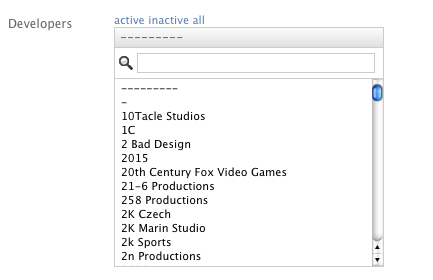 Developers
active inactive all
---------
---------
-
10Tacle Studios
1C
2 Bad Design
2015
20th Century Fox Video Games
21-6 Productions
258 Productions
2K Czech
2K Marin Studio
2k Sports
2n Productions